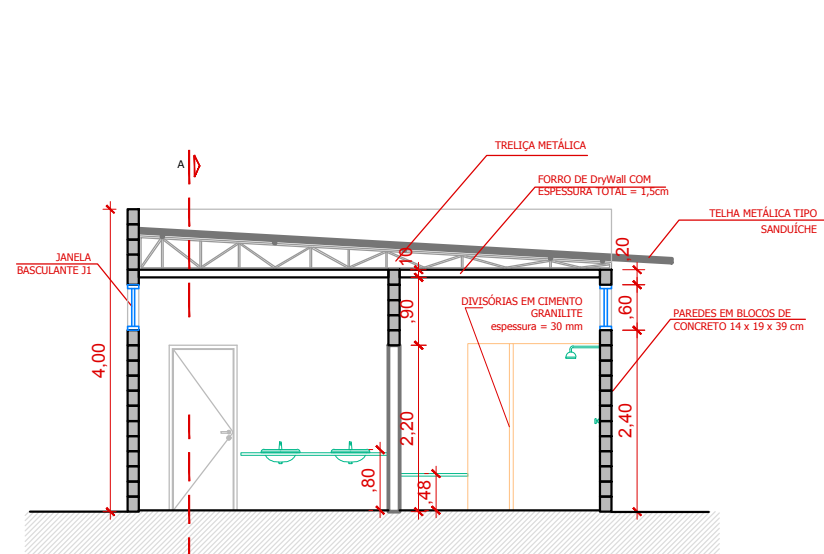 TRELIÇA METÁLICA
A
FORRO DE DryWall COM
ESPESSURA TOTAL = 1,5cm
TELHA METÁLICA TIPO
SANDUÍCHE
JANELA
BASCULANTE J1
10
20
DIVISÓRIAS EM CIMENTO
GRANILITE
espessura = 30 mm
,90
,60
PAREDES EM BLOCOS DE
CONCRETO 14 x 19 x 39 cm
4,00
2,20
2,40
,80
,48